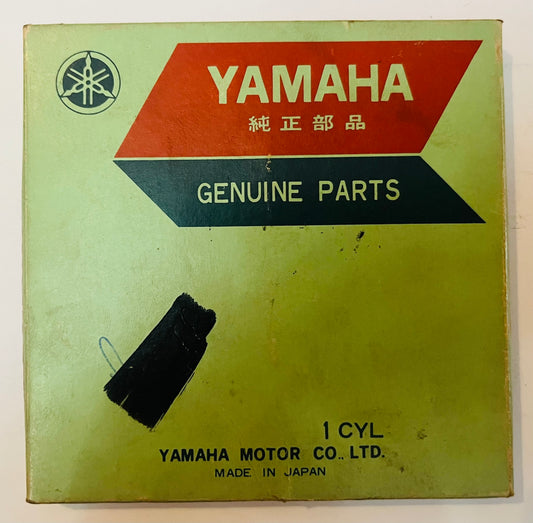 YAMAHA
純正部品
GENUINE PARTS
1 CYL
YAMAHA MOTOR CO., LTD.
MADE IN JAPAN